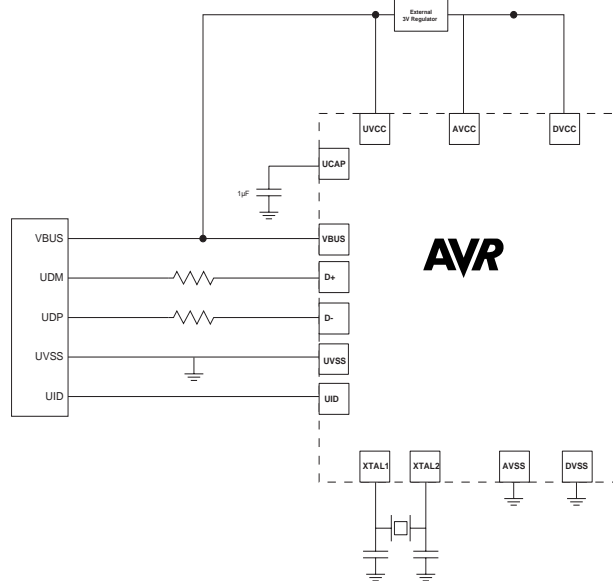 External
3V Regulator
UVCC
AVCC
DVCC
UCAP
1µF
VBUS
VBUS
AVR
UDM
D+
UDP
D-
UVSS
UVSS
UID
UID
XTAL1
XTAL2
AVSS
DVSS